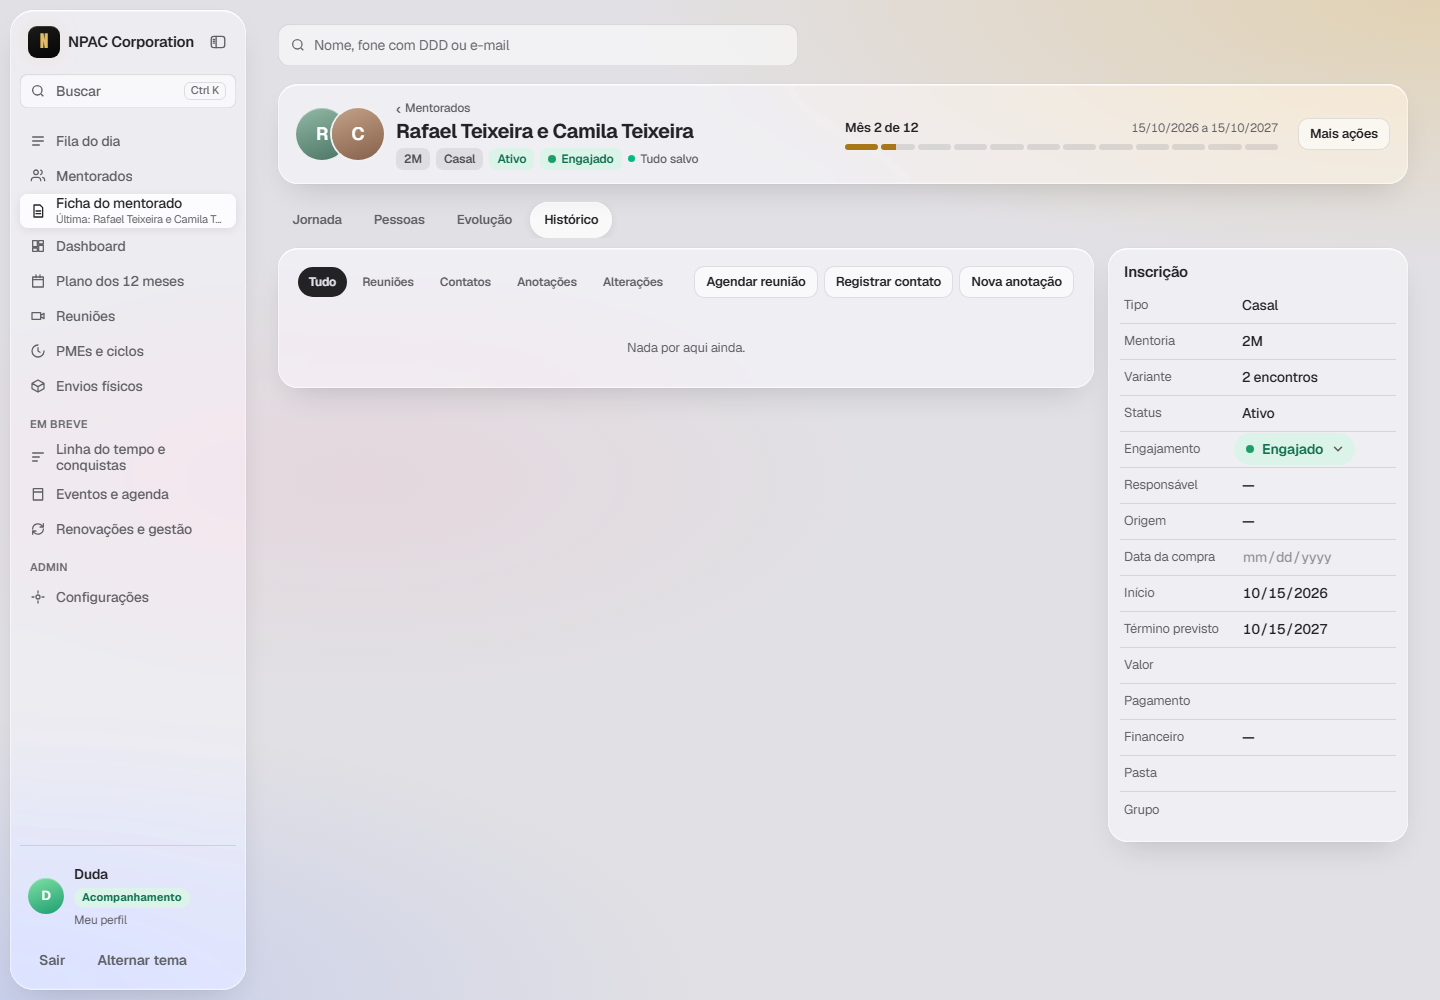 N
NPAC Corporation
Buscar
Ctrl K
Fila do dia
Mentorados
Ficha do mentorado
Última: Rafael Teixeira e Camila T...
Dashboard
Plano dos 12 meses
Reuniões
PMEs e ciclos
Envios físicos
EM BREVE
Linha do tempo e
conquistas
Eventos e agenda
Renovações e gestão
ADMIN
Configurações
D
Duda
Acompanhamento
Meu perfil
Sair
Alternar tema
Nome, fone com DDD ou e-mail
R
C
‹ Mentorados
Rafael Teixeira e Camila Teixeira
2M
Casal
Ativo
Engajado
Tudo salvo
Mês 2 de 12
15/10/2026 a 15/10/2027
Mais ações
Jornada
Pessoas
Evolução
Histórico
Tudo
Reuniões
Contatos
Anotações
Alterações
Agendar reunião
Registrar contato
Nova anotação
Nada por aqui ainda.
Inscrição
Tipo Casal
Mentoria 2M
Variante 2 encontros
Status Ativo
Engajamento Engajado
Responsável —
Origem —
Data da compra mm/dd/yyyy
Início 10/15/2026
Término previsto 10/15/2027
Valor
Pagamento
Financeiro —
Pasta
Grupo